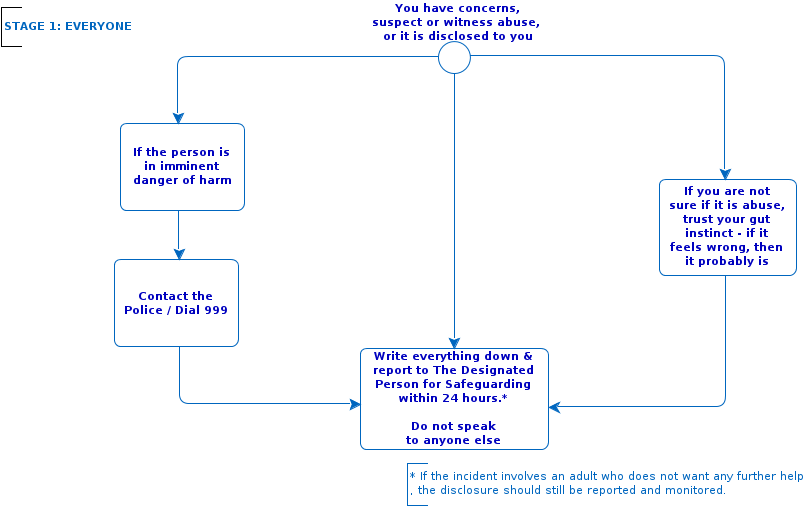 STAGE 1: EVERYONE
You have concerns,
suspect or witness abuse,
or it is disclosed to you
If the person is
in imminent
danger of harm
If you are not
sure if it is abuse,
trust your gut
instinct - if it
feels wrong, then
it probably is
Contact the
Police / Dial 999
Write everything down &
report to The Designated
Person for Safeguarding
within 24 hours.*
Do not speak
to anyone else
* If the incident involves an adult who does not want any further help
, the disclosure should still be reported and monitored.